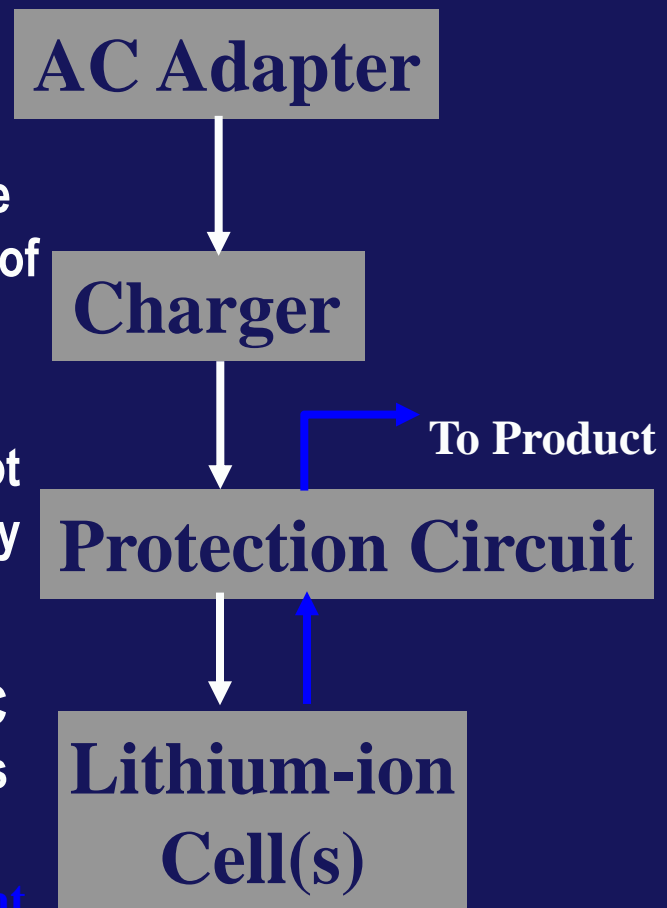 AC Adapter
of
Charger
To Product
Protection Circuit
Lithium-ion
Cell(s)